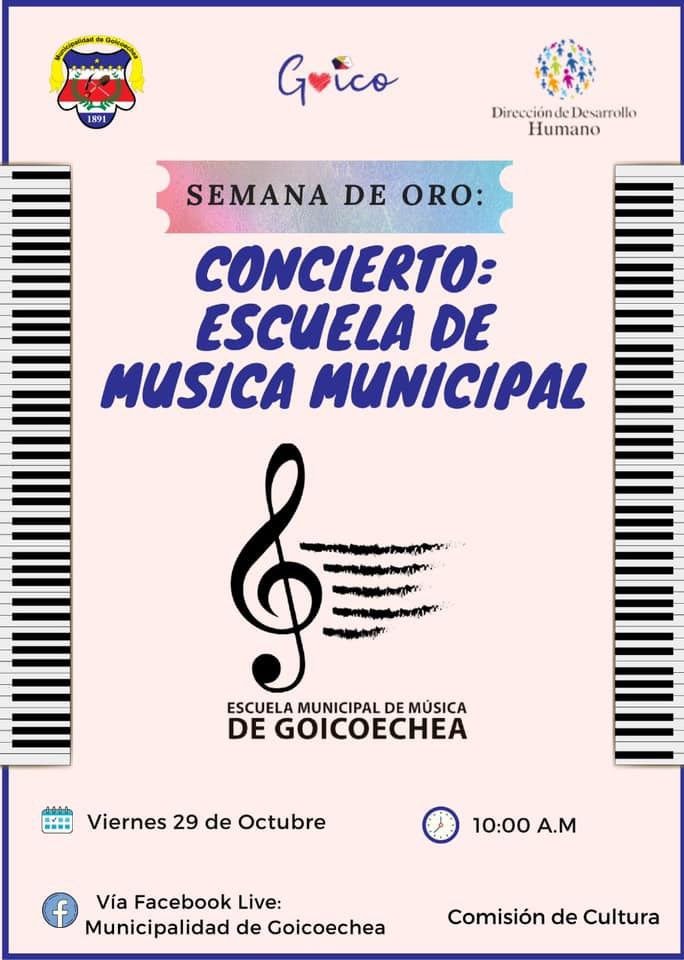 Municipalidad de Goicoechea
1891
Goico
Dirección de Desarrollo
Humano
SEMANA DE ORO:
CONCIERTO:
ESCUELA DE
MUSICA MUNICIPAL
ESCUELA MUNICIPAL DE MÚSICA
DE GOICOECHEA
Viernes 29 de Octubre
10:00 A.M
Vía Facebook Live:
Municipalidad de Goicoechea
Comisión de Cultura